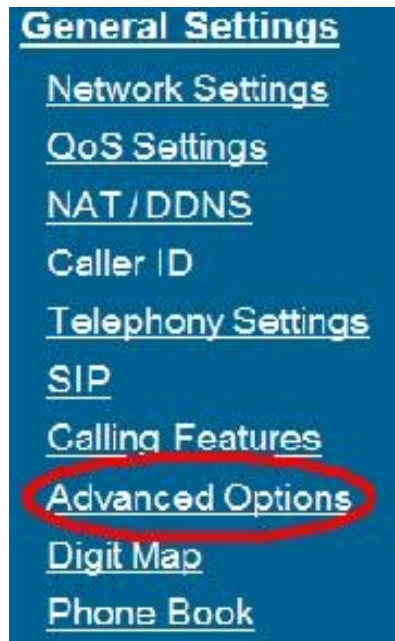 General Settings
Network Settings
QoS Settings
NAT / DDNS
Caller ID
Telephony Settings
SIP
Calling Features
Advanced Options
Digit Map
Phone Book